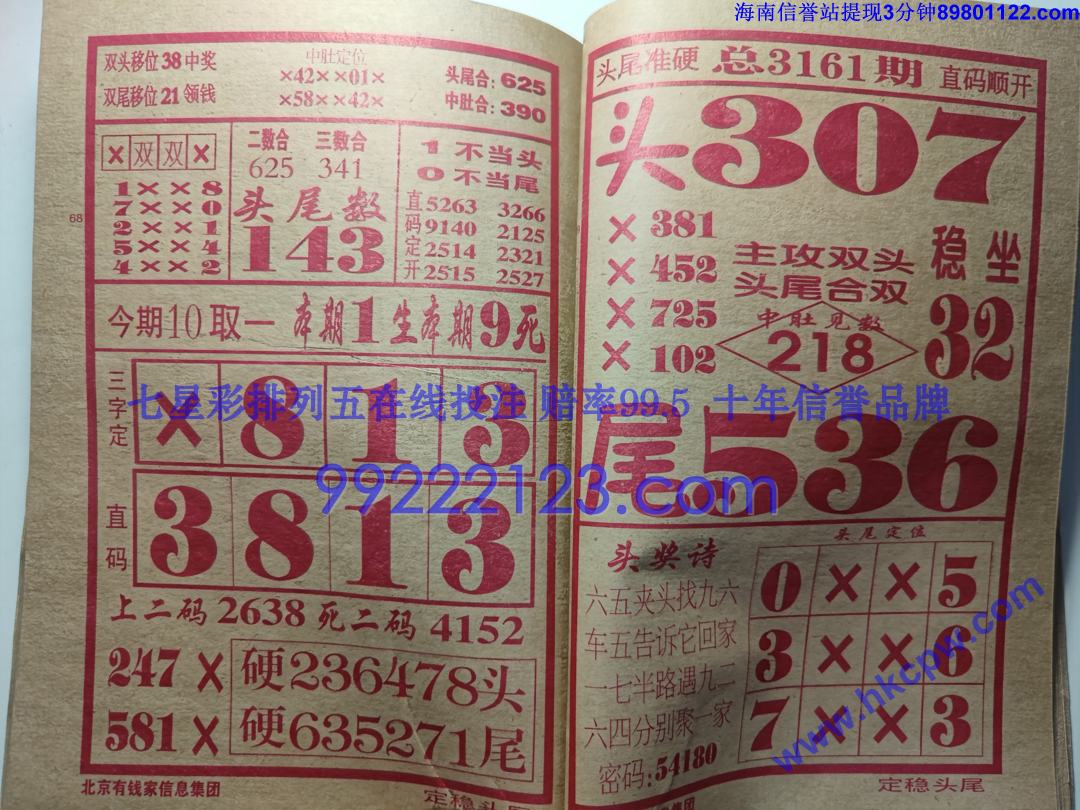 海南信誉站提现3分钟89801122.com
双头移位38中奖
双尾移位21领钱
中肚定位
×42××01×
×58××42×
头尾合:625
中肚合:390
×双双×
1××8
7××0
2××1
5××4
4××2
二数合 三数合
625 341
头尾数
143
1不当头
0不当尾
直码定开
5263 3266
9140 2125
2514 2321
2515 2527
68
今期10取一 本期1生本期9死
三字定
×813
直码
3813
上二码2638死二码4152
247×硬236478头
581×硬635271尾
北京有钱家信息集团
定稳头尾
头尾准硬 总3161期 直码顺开
头307
×381
×452
×725
×102
主攻双头
头尾合双
中肚见数
218
稳坐
32
尾536
头奖诗
六五夹头找九六
车五告诉它回家
一七半路遇九二
六四分别聚一家
密码:54180
头尾定位
0××5
3××6
7××3
集团
定稳头尾
七星彩排列五在线投注 赔率99.5 十年信誉品牌
99222123.com
www.hkcpw.com